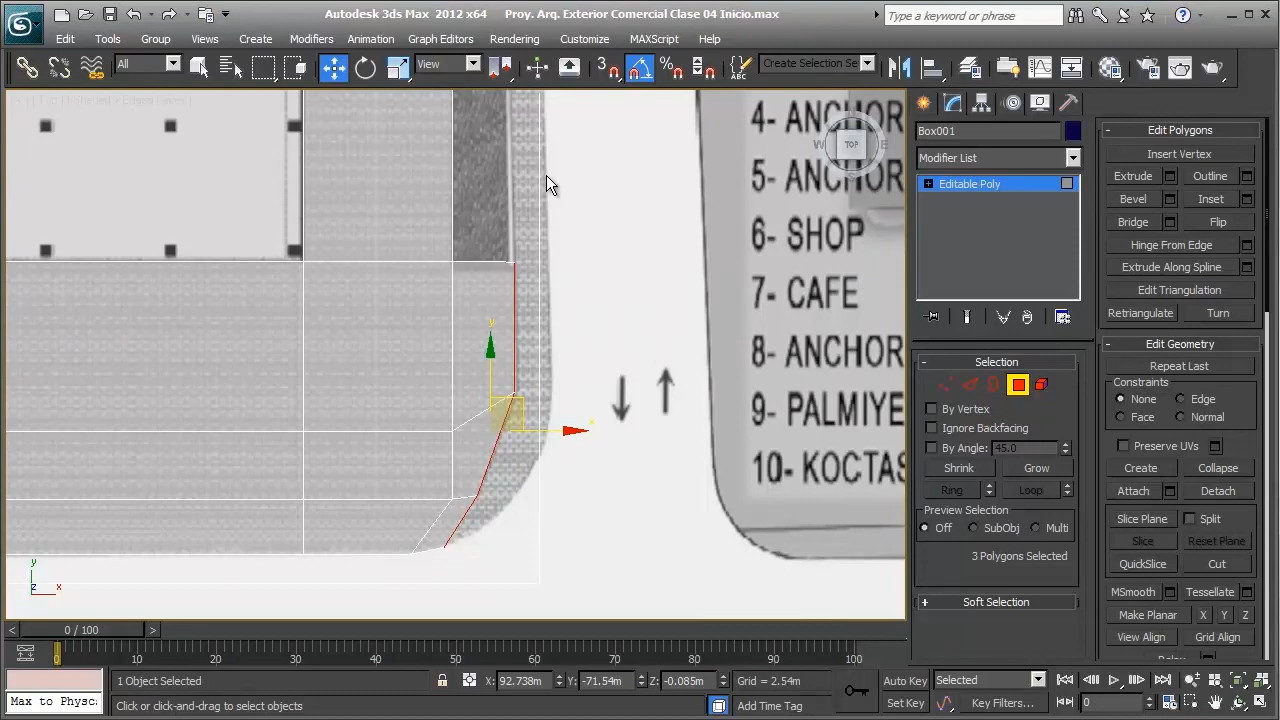 Autodesk 3ds Max 2012 x64 Proy. Arq. Exterior Comercial Clase 04 Inicio.max
Type a keyword or phrase
Edit Tools Group Views Create Modifiers Animation Graph Editors Rendering Customize MAXScript Help
All View 3 Create Selection Se
4- ANCHOR
5- ANCHOR
6- SHOP
7- CAFE
8- ANCHOR
9- PALMIYE
10- KOCTAS
W TOP E
y
x
y
z x
Box001
Modifier List
Editable Poly
Selection
By Vertex
Ignore Backfacing
By Angle: 45.0
Shrink Grow
Ring Loop
Preview Selection
Off SubObj Multi
3 Polygons Selected
Soft Selection
Edit Polygons
Insert Vertex
Extrude Outline
Bevel Inset
Bridge Flip
Hinge From Edge
Extrude Along Spline
Edit Triangulation
Retriangulate Turn
Edit Geometry
Repeat Last
Constraints
None Edge
Face Normal
Preserve UVs
Create Collapse
Attach Detach
Slice Plane Split
Slice Reset Plane
QuickSlice Cut
MSmooth Tessellate
Make Planar X Y Z
View Align Grid Align
Relax
0 / 100
0 10 20 30 40 50 60 70 80 90 100
1 Object Selected X: 92.738m Y: -71.54m Z: -0.085m Grid = 2.54m Auto Key Selected
Max to Physc: Click or click-and-drag to select objects Add Time Tag Set Key Key Filters... 0